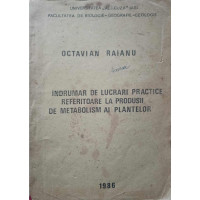 UNIVERSITATEA
FACULTATEA DE BIOLOGIE-GEOGRAFIE-GEOLOGIE
OCTAVIAN RAIANU
INDRUMAR DE LUCRARI PRACTICE
REFERITOARE LA PRODUSII
DE METABOLISM AI PLANTELOR
1986